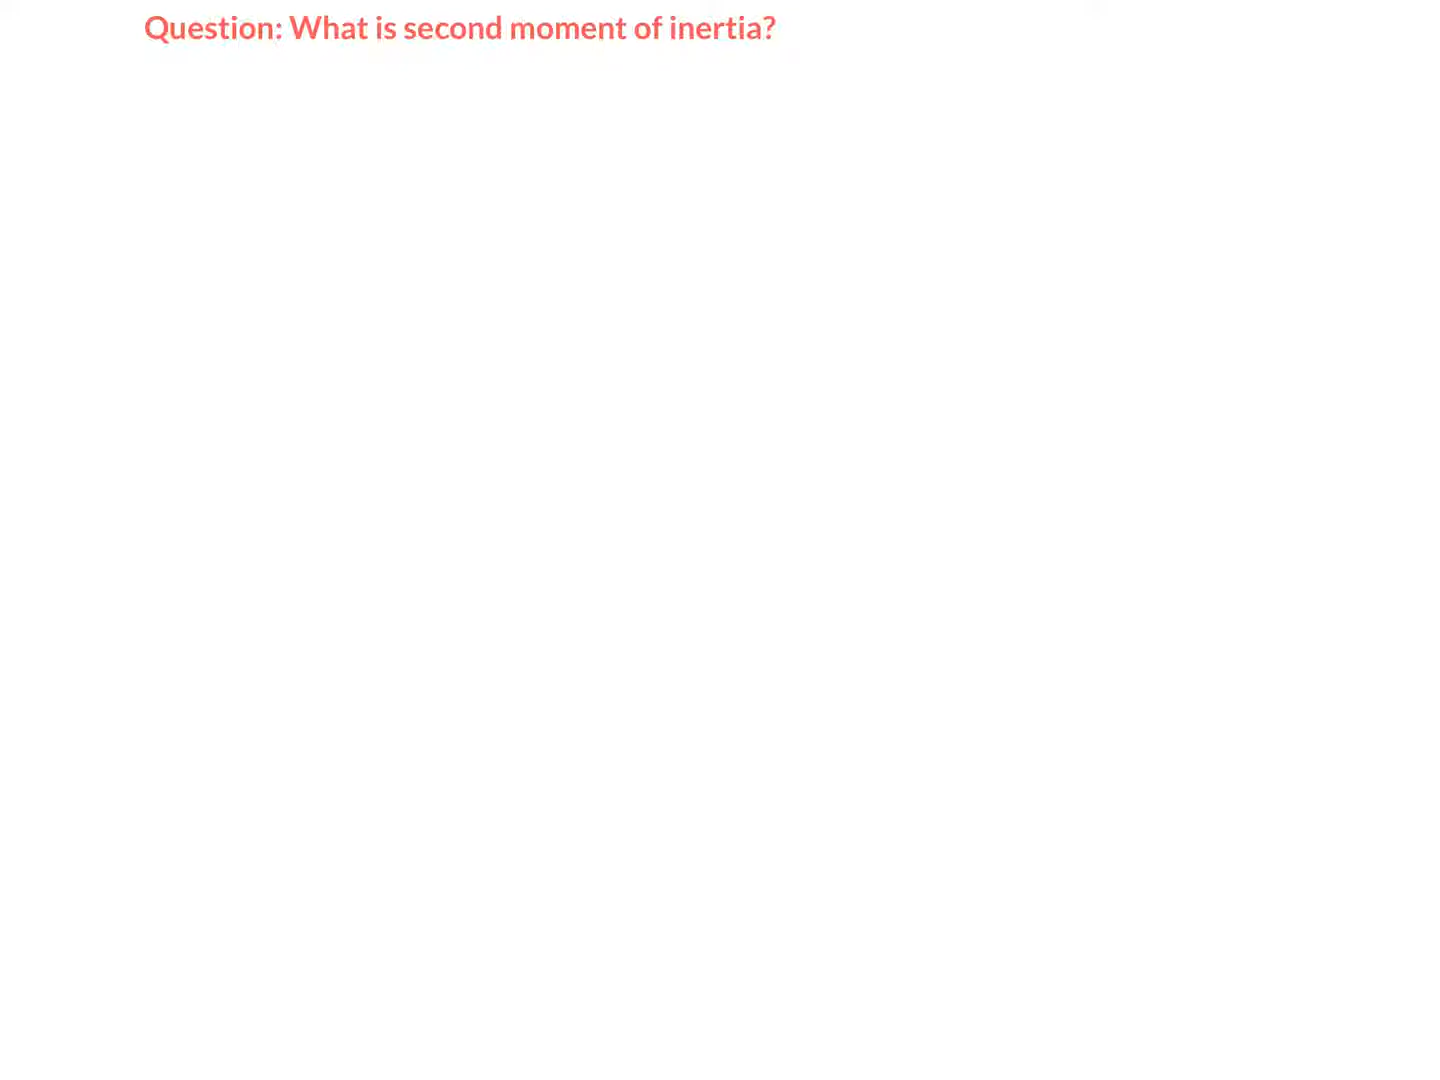 Question: What is second moment of inertia?